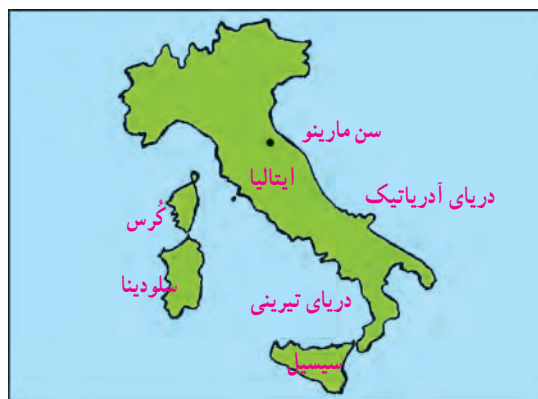 سن مارینو
ایتالیا
دریای آدریاتیک
کُرس
سلودینا
دریای تیرینی
سیسیل